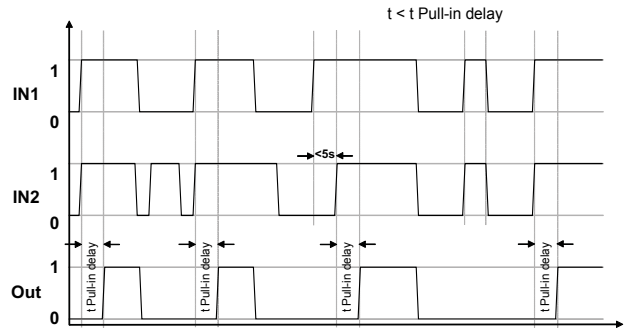 t < t Pull-in delay
1
IN1
0
1
<5s
IN2
0
t Pull-in delay
t Pull-in delay
t Pull-in delay
t Pull-in delay
1
Out
0